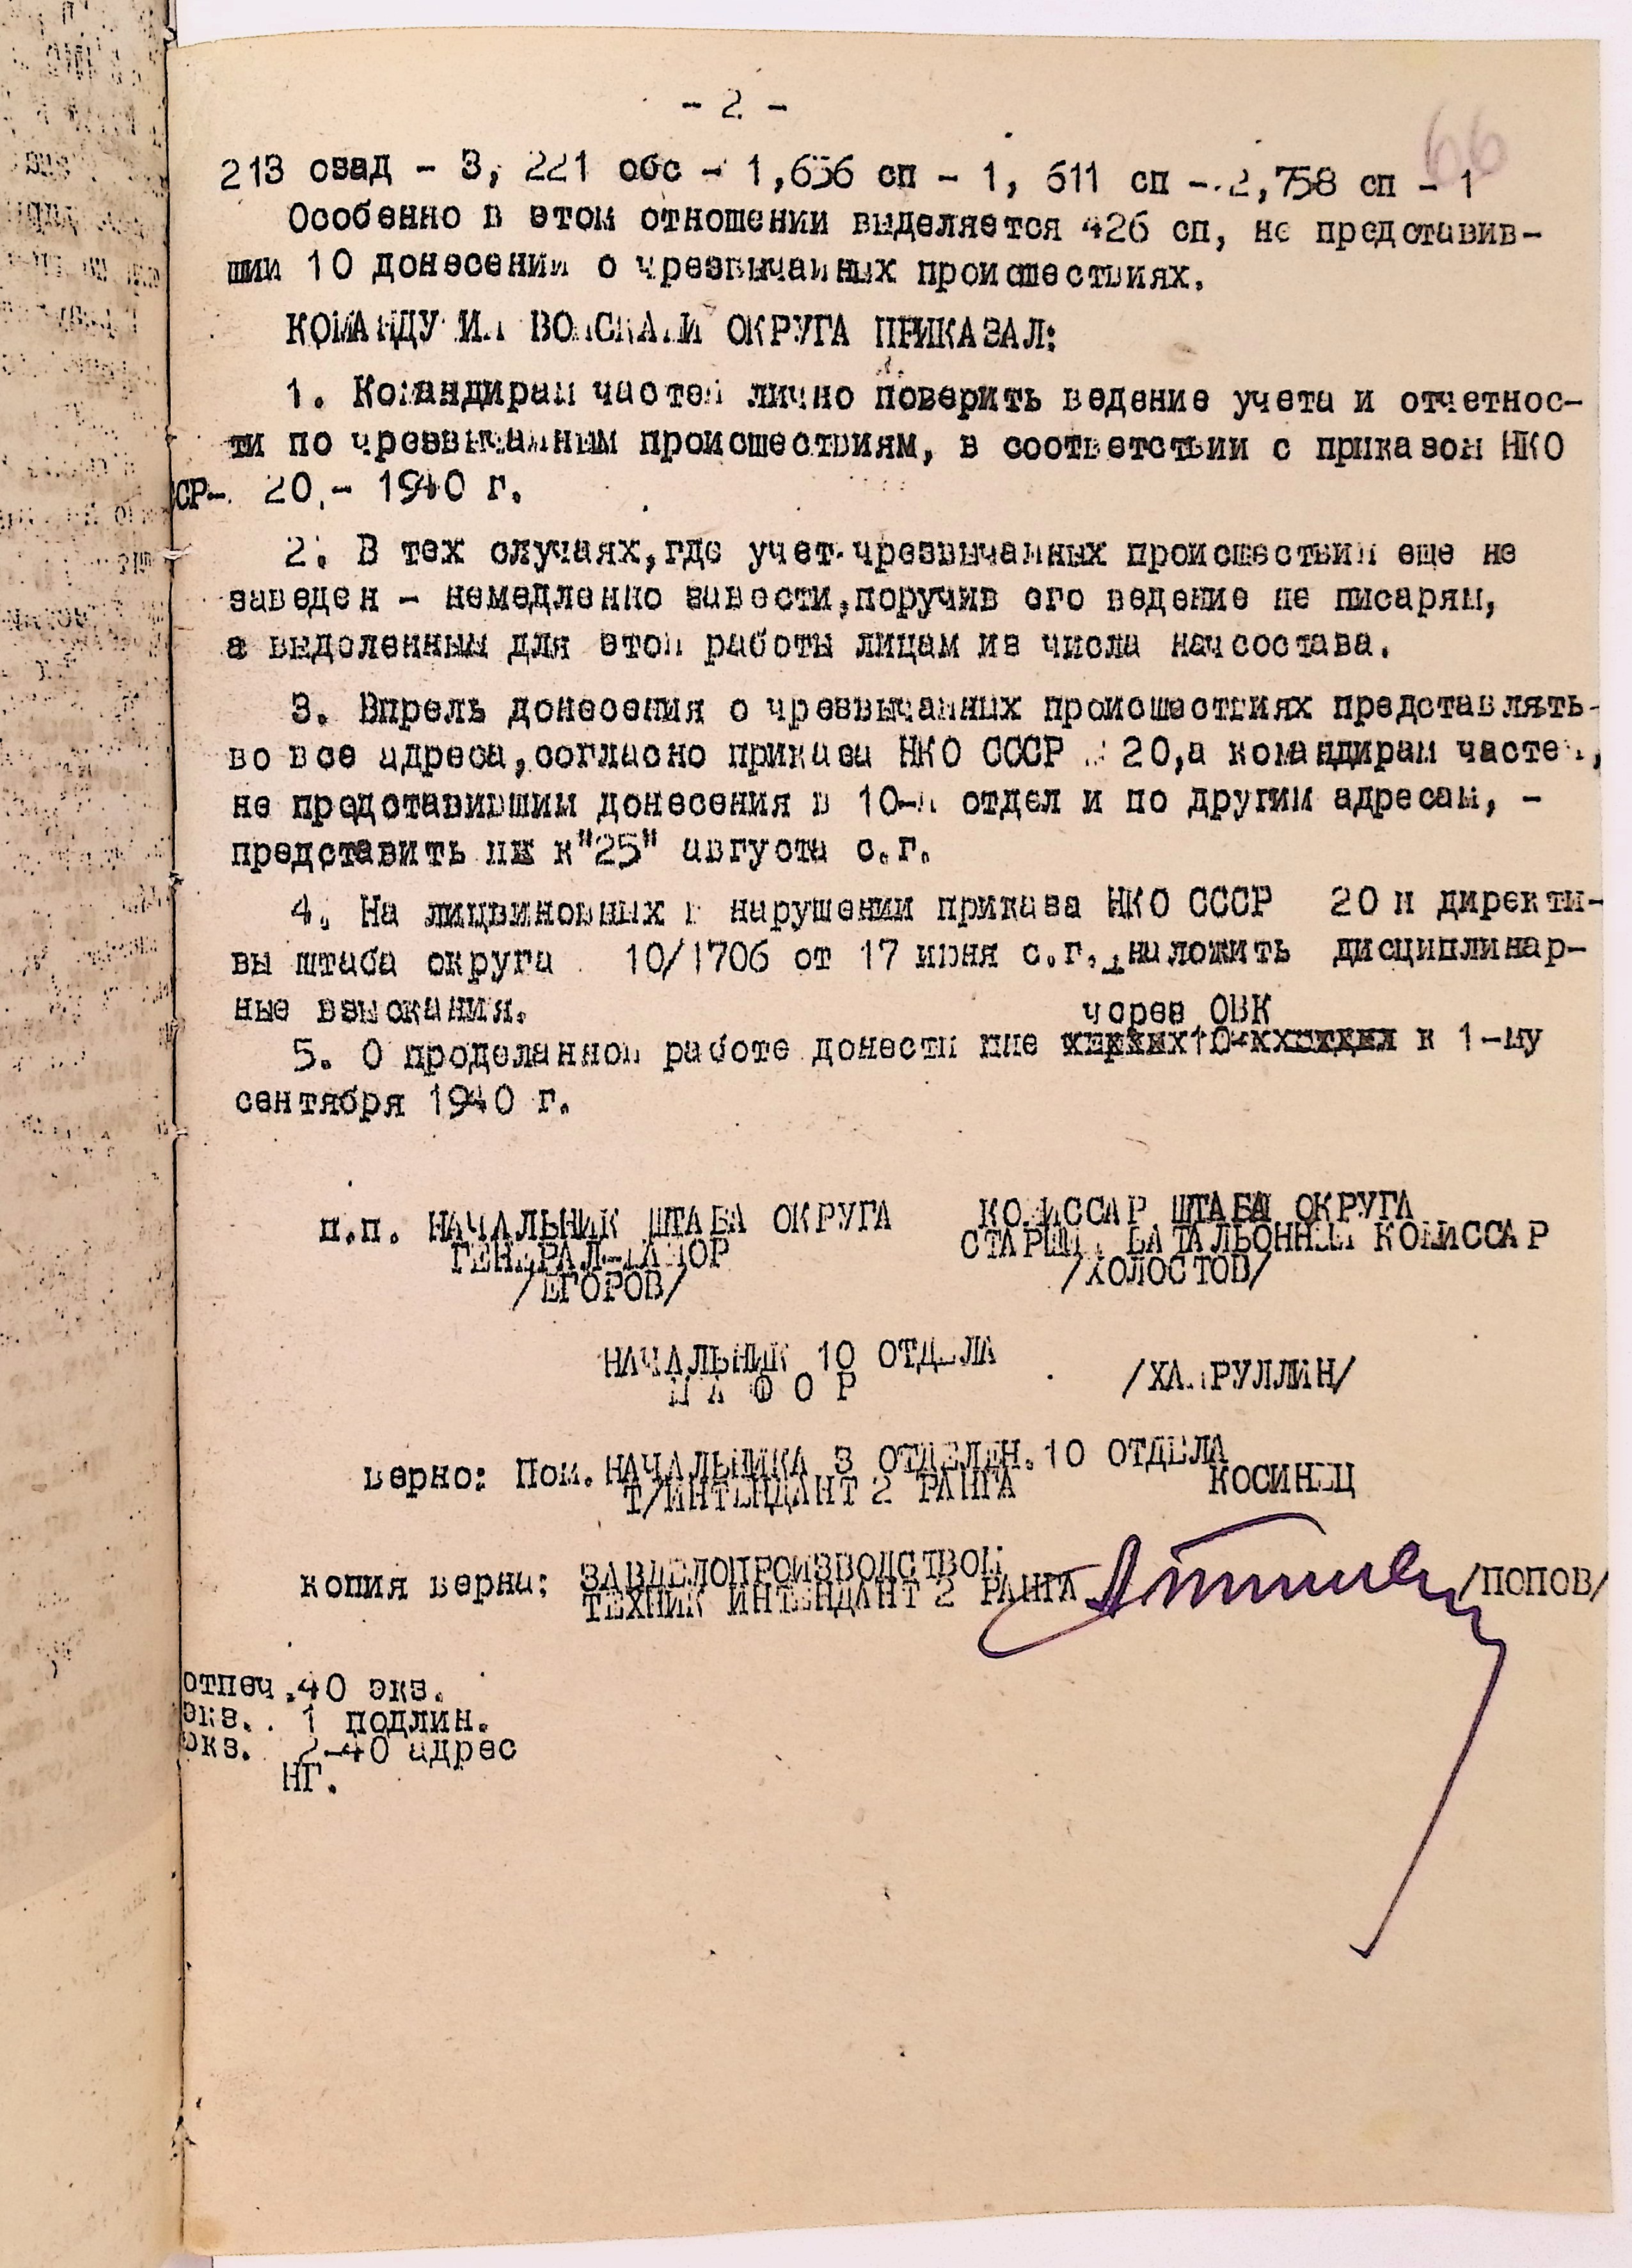 - 2 -
66
213 озад - 3, 221 обс - 1,656 сп - 1, 611 сп - 2,758 сп - 1
Особенно в этом отношении выделяется 426 сп, не представив-
ший 10 донесений о чрезвычайных происшествиях.
КОМАНДУЮЩИЙ ВОЙСКАМИ ОКРУГА ПРИКАЗАЛ:
1. Командирам частей лично поверить ведение учета и отчетнос-
ти по чрезвычайным происшествиям, в соответствии с приказом НКО
СР- 20,- 1940 г.
2. В тех случаях, где учет чрезвычайных происшествий еще не
заведен - немедленно завести, поручив его ведение не писарям,
а выделенным для этой работы лицам из числа начсостава.
3. Впредь донесения о чрезвычайных происшествиях представлять
во все адреса, согласно приказа НКО СССР 20, а командирам частей,
не представившим донесения в 10-й отдел и по другим адресам, -
представить их к "25" августа с.г.
4. На лиц виновных в нарушении приказа НКО СССР 20 и директи-
вы штаба округа 10/1706 от 17 июня с.г., наложить дисциплинар-
ные взыскания.
через ОВК
5. О проделанной работе донести мне к 1-му
сентября 1940 г.
п.п. НАЧАЛЬНИК ШТАБА ОКРУГА КОМИССАР ШТАБА ОКРУГА
ГЕНЕРАЛ-МАЙОР СТАРШИЙ БАТАЛЬОННЫЙ КОМИССАР
/ЕГОРОВ/ /ХОЛОСТОВ/
НАЧАЛЬНИК 10 ОТДЕЛА
МАЙОР /ХАЙРУЛЛИН/
верно: Пом. НАЧАЛЬНИКА 3 ОТДЕЛЕН. 10 ОТДЕЛА
Т/ИНТЕНДАНТ 2 РАНГА КОСИНЕЦ
копия верна: ЗАВДЕЛОПРОИЗВОДСТВОМ
ТЕХНИК ИНТЕНДАНТ 2 РАНГА /ПОПОВ/
отпеч. 40 экз.
экз. 1 подлин.
экз. 2-40 адрес
НГ.